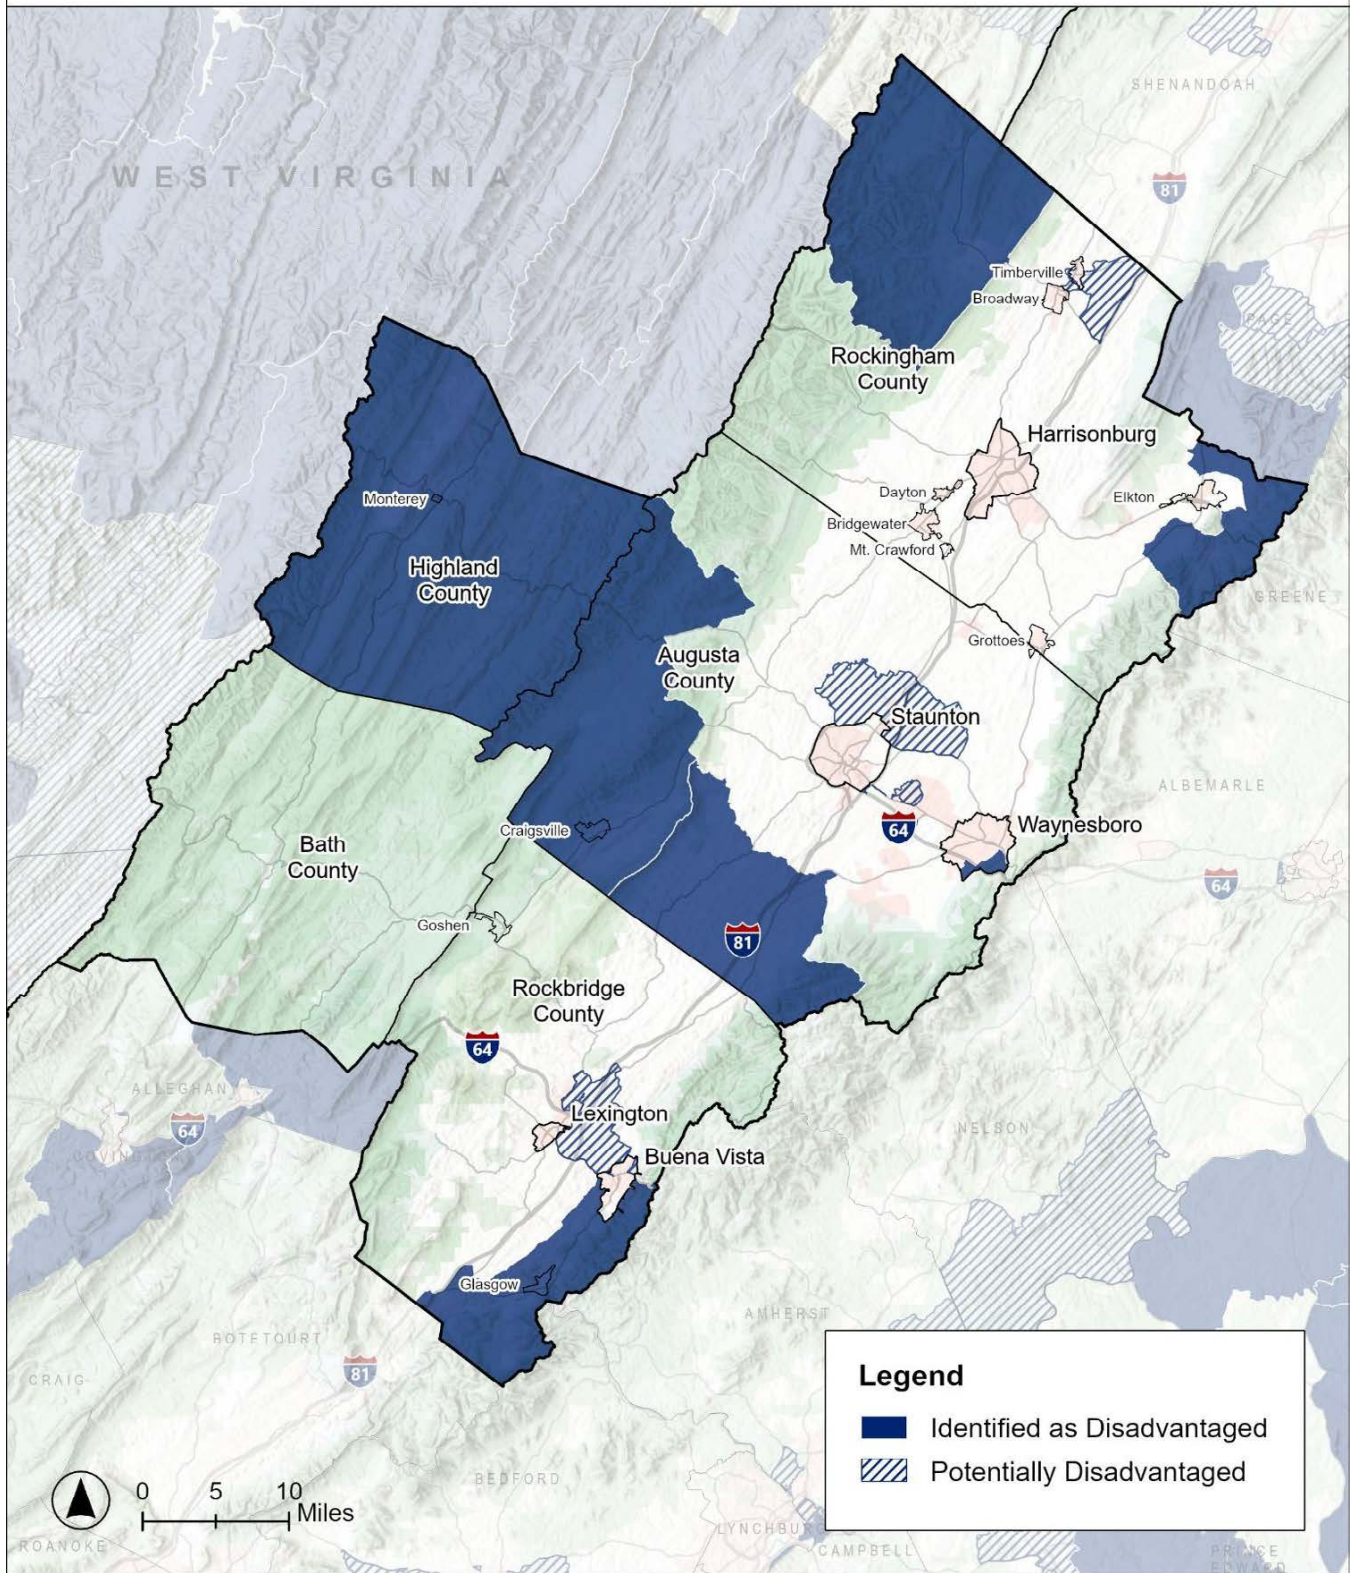 SHENANDOAH
WEST VIRGINIA
81
Timberville
Broadway
PAGE
Rockingham
County
Harrisonburg
Monterey
Dayton
Elkton
Bridgewater
Mt. Crawford
Highland
County
GREENE
Grottoes
Augusta
County
Staunton
ALBEMARLE
64
Waynesboro
Craigsville
Bath
County
64
Goshen
81
Rockbridge
County
64
ALLEGHANY
Lexington
64
NELSON
COVINGTON
Buena Vista
Glasgow
AMHERST
BOTETOURT
81
CRAIG
Legend
Identified as Disadvantaged
Potentially Disadvantaged
BEDFORD
0 5 10
Miles
LYNCHBURG
ROANOKE
CAMPBELL
PRINCE
EDWARD